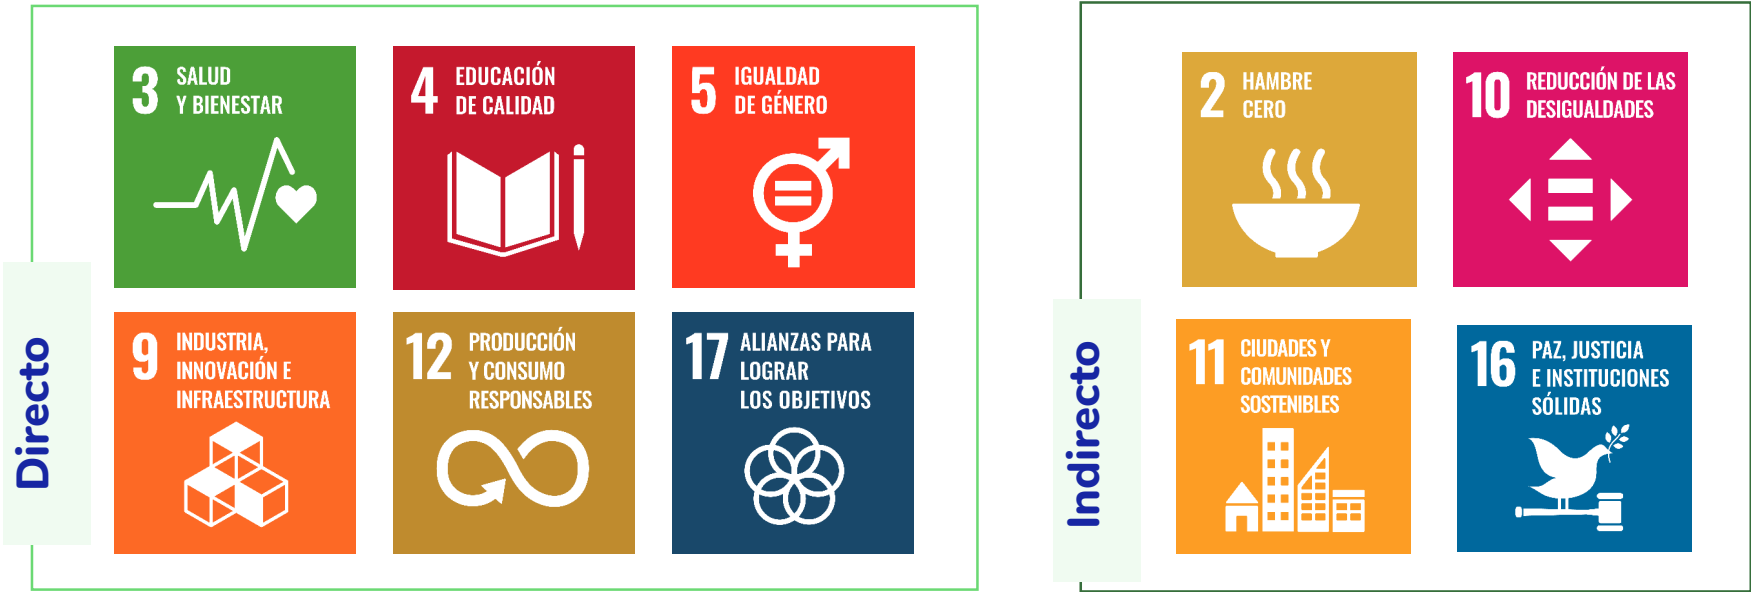 Directo
3 SALUD
Y BIENESTAR
4 EDUCACIÓN
DE CALIDAD
5 IGUALDAD
DE GÉNERO
9 INDUSTRIA,
INNOVACIÓN E
INFRAESTRUCTURA
12 PRODUCCIÓN
Y CONSUMO
RESPONSABLES
17 ALIANZAS PARA
LOGRAR
LOS OBJETIVOS
Indirecto
2 HAMBRE
CERO
10 REDUCCIÓN DE LAS
DESIGUALDADES
11 CIUDADES Y
COMUNIDADES
SOSTENIBLES
16 PAZ, JUSTICIA
E INSTITUCIONES
SÓLIDAS